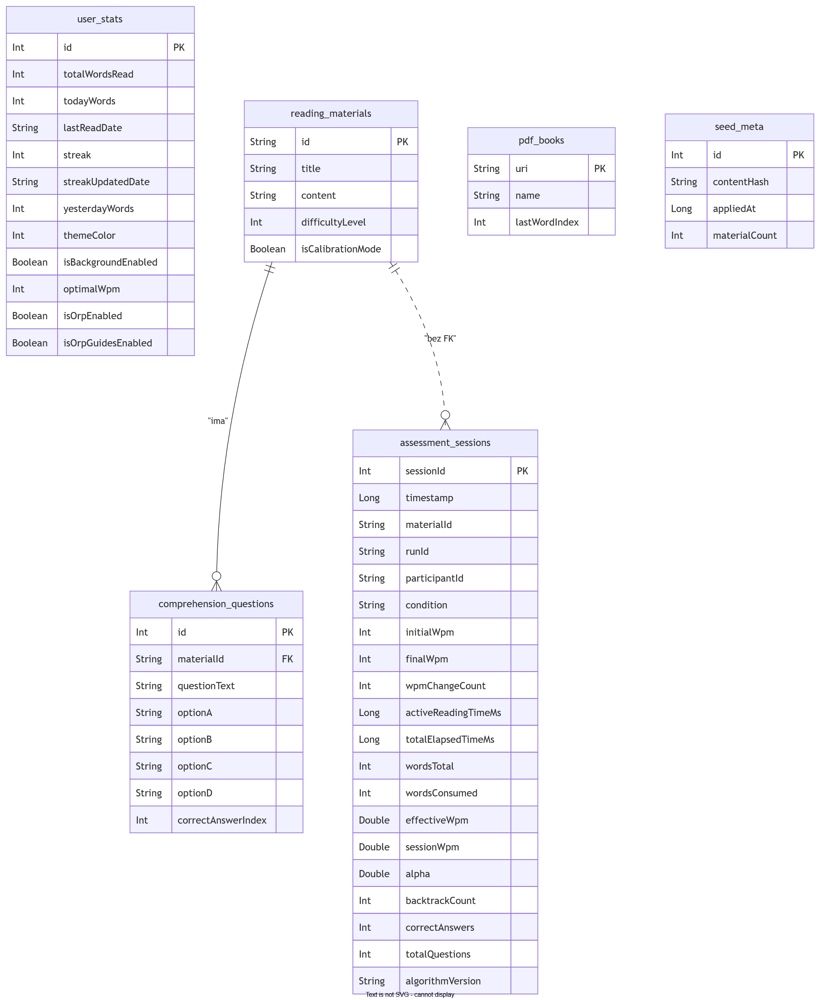 user_stats
Int id PK
Int totalWordsRead
Int todayWords
String lastReadDate
Int streak
String streakUpdatedDate
Int yesterdayWords
Int themeColor
Boolean isBackgroundEnabled
Int optimalWpm
Boolean isOrpEnabled
Boolean isOrpGuidesEnabled
reading_materials
String id PK
String title
String content
Int difficultyLevel
Boolean isCalibrationMode
pdf_books
String uri PK
String name
Int lastWordIndex
seed_meta
Int id PK
String contentHash
Long appliedAt
Int materialCount
"bez FK"
"ima"
assessment_sessions
Int sessionId PK
Long timestamp
String materialId
String runId
String participantId
String condition
Int initialWpm
Int finalWpm
Int wpmChangeCount
Long activeReadingTimeMs
Long totalElapsedTimeMs
Int wordsTotal
Int wordsConsumed
Double effectiveWpm
Double sessionWpm
Double alpha
Int backtrackCount
Int correctAnswers
Int totalQuestions
String algorithmVersion
comprehension_questions
Int id PK
String materialId FK
String questionText
String optionA
String optionB
String optionC
String optionD
Int correctAnswerIndex
Text is not SVG - cannot display